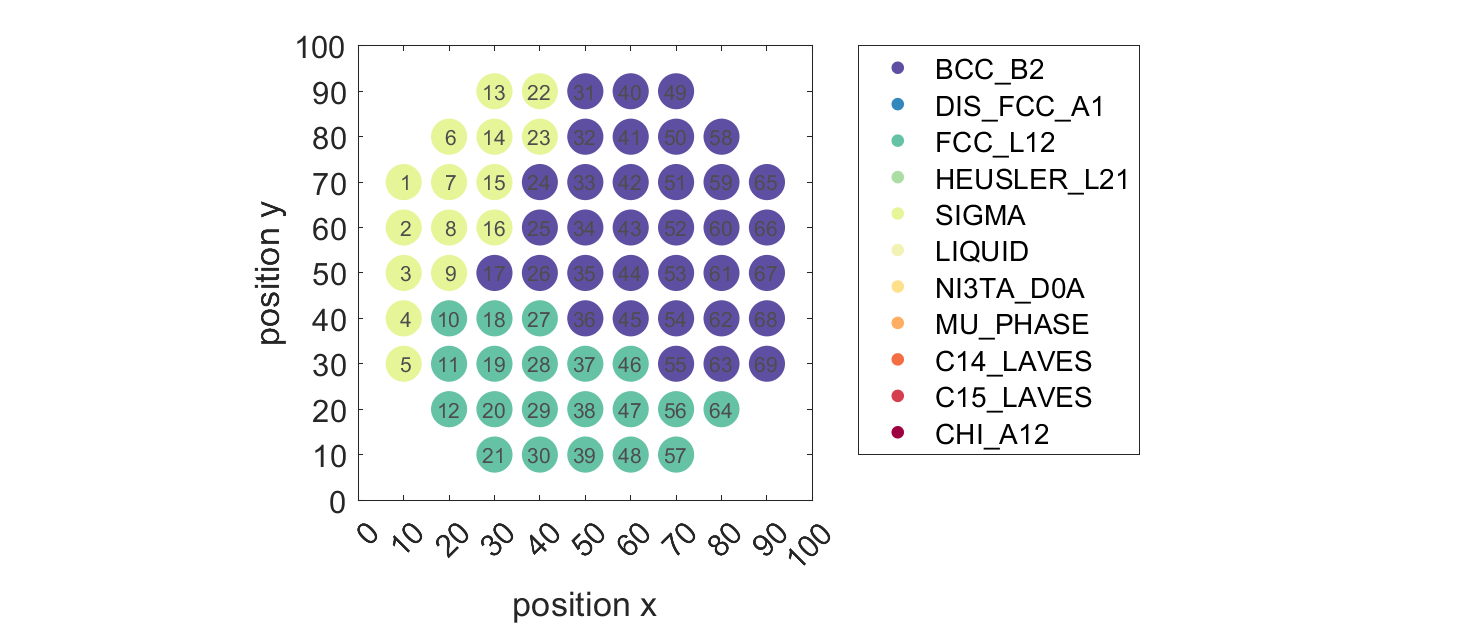 100
90
80
70
60
50
40
30
20
10
0
position y
13 22 31 40 49
6 14 23 32 41 50 58
1 7 15 24 33 42 51 59 65
2 8 16 25 34 43 52 60 66
3 9 17 26 35 44 53 61 67
4 10 18 27 36 45 54 62 68
5 11 19 28 37 46 55 63 69
12 20 29 38 47 56 64
21 30 39 48 57
0 10 20 30 40 50 60 70 80 90 100
position x
BCC_B2
DIS_FCC_A1
FCC_L12
HEUSLER_L21
SIGMA
LIQUID
NI3TA_D0A
MU_PHASE
C14_LAVES
C15_LAVES
CHI_A12